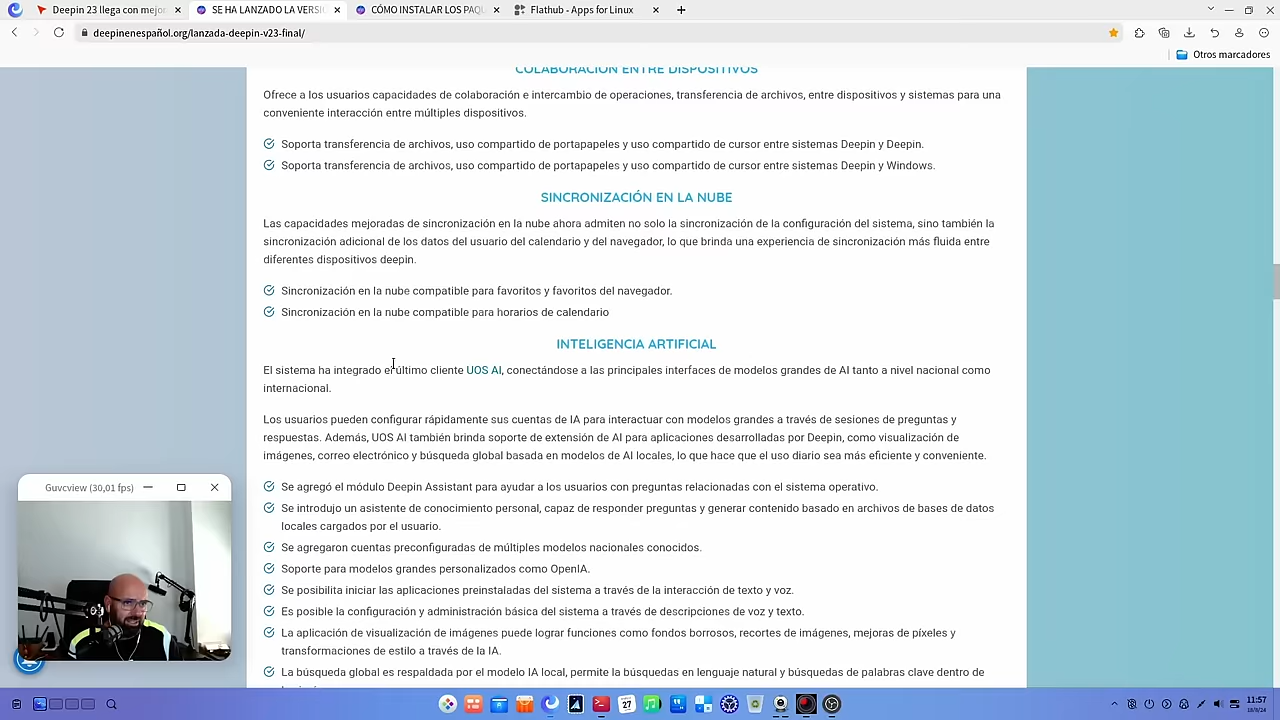 Deepin 23 llega con mejor
SE HA LANZADO LA VERSI
CÓMO INSTALAR LOS PAQU
Flathub - Apps for Linux
deepinenespañol.org/lanzada-deepin-v23-final/
Otros marcadores
COLABORACIÓN ENTRE DISPOSITIVOS
Ofrece a los usuarios capacidades de colaboración e intercambio de operaciones, transferencia de archivos, entre dispositivos y sistemas para una
conveniente interacción entre múltiples dispositivos.
Soporta transferencia de archivos, uso compartido de portapapeles y uso compartido de cursor entre sistemas Deepin y Deepin.
Soporta transferencia de archivos, uso compartido de portapapeles y uso compartido de cursor entre sistemas Deepin y Windows.
SINCRONIZACIÓN EN LA NUBE
Las capacidades mejoradas de sincronización en la nube ahora admiten no solo la sincronización de la configuración del sistema, sino también la
sincronización adicional de los datos del usuario del calendario y del navegador, lo que brinda una experiencia de sincronización más fluida entre
diferentes dispositivos deepin.
Sincronización en la nube compatible para favoritos y favoritos del navegador.
Sincronización en la nube compatible para horarios de calendario
INTELIGENCIA ARTIFICIAL
El sistema ha integrado el último cliente UOS AI, conectándose a las principales interfaces de modelos grandes de AI tanto a nivel nacional como
internacional.
Los usuarios pueden configurar rápidamente sus cuentas de IA para interactuar con modelos grandes a través de sesiones de preguntas y
respuestas. Además, UOS AI también brinda soporte de extensión de AI para aplicaciones desarrolladas por Deepin, como visualización de
imágenes, correo electrónico y búsqueda global basada en modelos de AI locales, lo que hace que el uso diario sea más eficiente y conveniente.
Guvcview (30,01 fps)
Se agregó el módulo Deepin Assistant para ayudar a los usuarios con preguntas relacionadas con el sistema operativo.
Se introdujo un asistente de conocimiento personal, capaz de responder preguntas y generar contenido basado en archivos de bases de datos
locales cargados por el usuario.
Se agregaron cuentas preconfiguradas de múltiples modelos nacionales conocidos.
Soporte para modelos grandes personalizados como OpenIA.
Se posibilita iniciar las aplicaciones preinstaladas del sistema a través de la interacción de texto y voz.
Es posible la configuración y administración básica del sistema a través de descripciones de voz y texto.
La aplicación de visualización de imágenes puede lograr funciones como fondos borrosos, recortes de imágenes, mejoras de píxeles y
transformaciones de estilo a través de la IA.
La búsqueda global es respaldada por el modelo IA local, permite la búsquedas en lenguaje natural y búsquedas de palabras clave dentro de
27
11:57
18/8/24